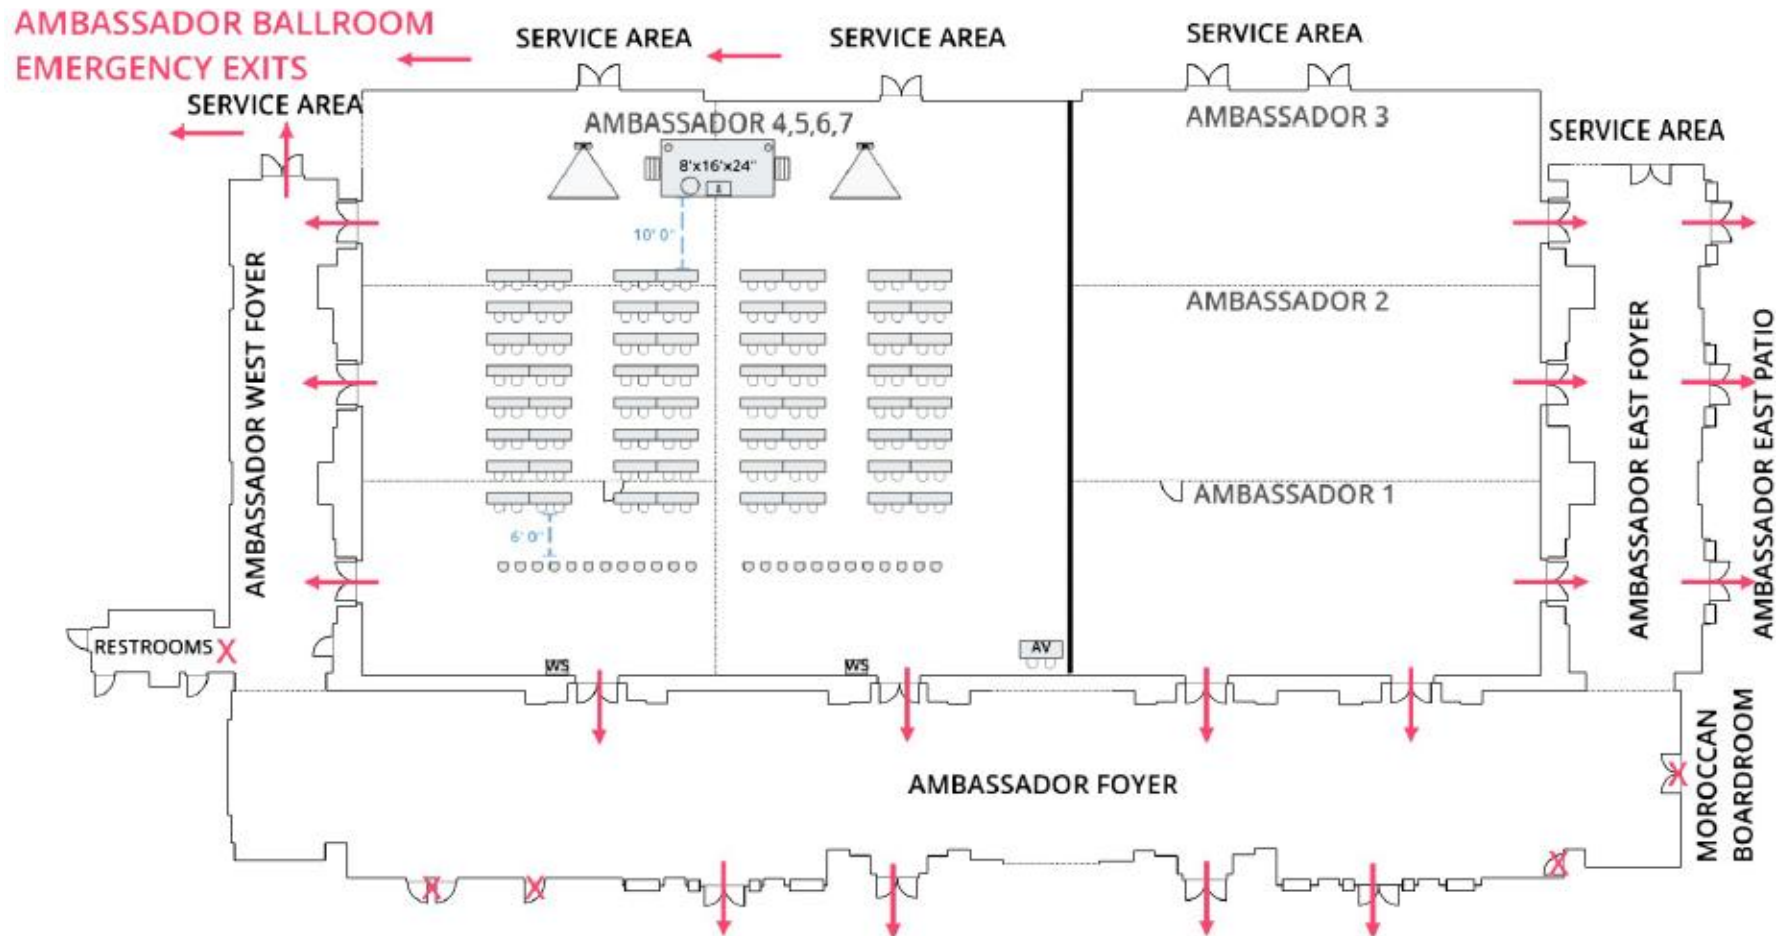 AMBASSADOR BALLROOM
EMERGENCY EXITS
SERVICE AREA
SERVICE AREA
SERVICE AREA
SERVICE AREA
SERVICE AREA
AMBASSADOR 4,5,6,7
8'x16'x24"
10' 0"
6' 0"
AMBASSADOR 3
AMBASSADOR 2
AMBASSADOR 1
AMBASSADOR WEST FOYER
AMBASSADOR EAST FOYER
AMBASSADOR EAST PATIO
RESTROOMS
X
WS
WS
AV
AMBASSADOR FOYER
MOROCCAN
BOARDROOM
X
X
X
X